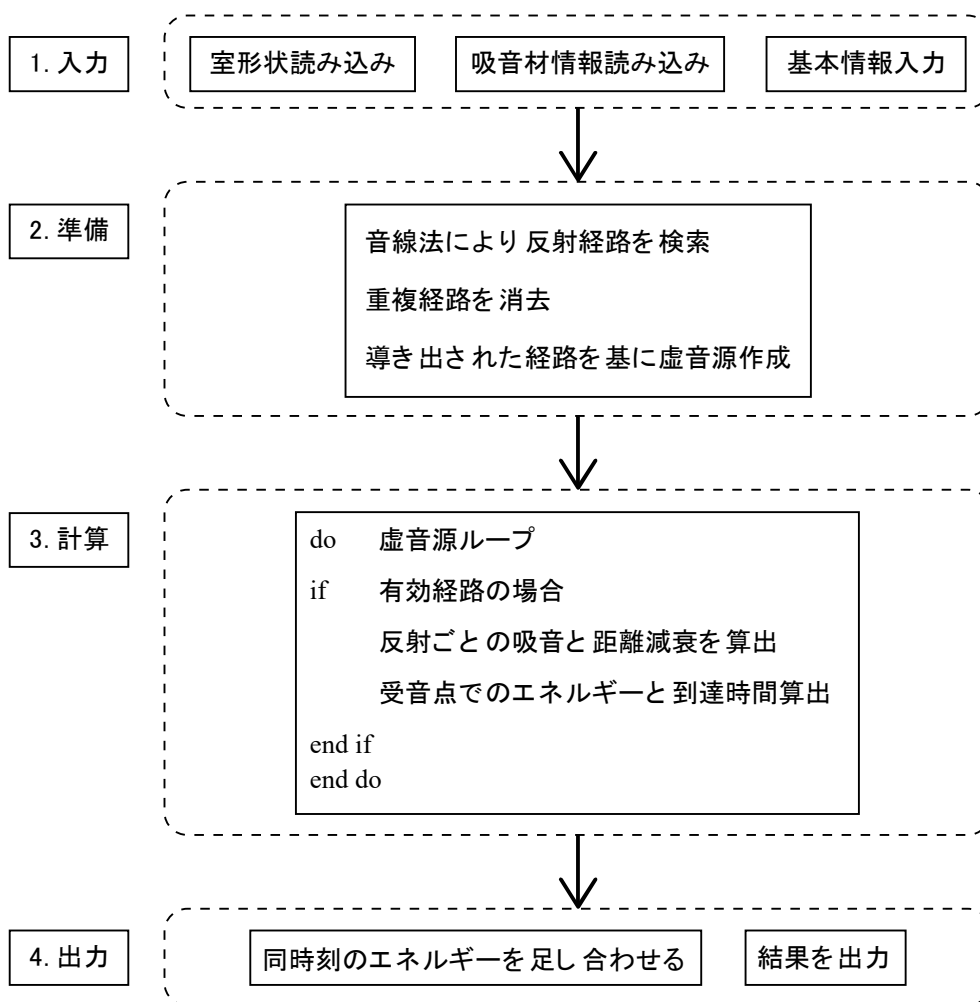 1. 入力
室形状読み込み
吸音材情報読み込み
基本情報入力
2. 準備
音線法により反射経路を検索
重複経路を消去
導き出された経路を基に虚音源作成
3. 計算
do 虚音源ループ
if 有効経路の場合
反射ごとの吸音と距離減衰を算出
受音点でのエネルギーと到達時間算出
end if
end do
4. 出力
同時刻のエネルギーを足し合わせる
結果を出力